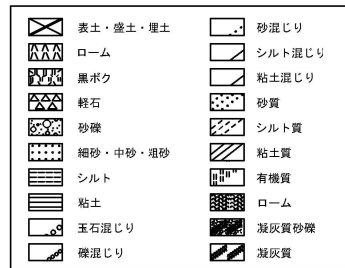 表土・盛土・埋土
ローム
黒ボク
軽石
砂礫
細砂・中砂・粗砂
シルト
粘土
玉石混じり
礫混じり
砂混じり
シルト混じり
粘土混じり
砂質
シルト質
粘土質
有機質
ローム
凝灰質砂礫
凝灰質